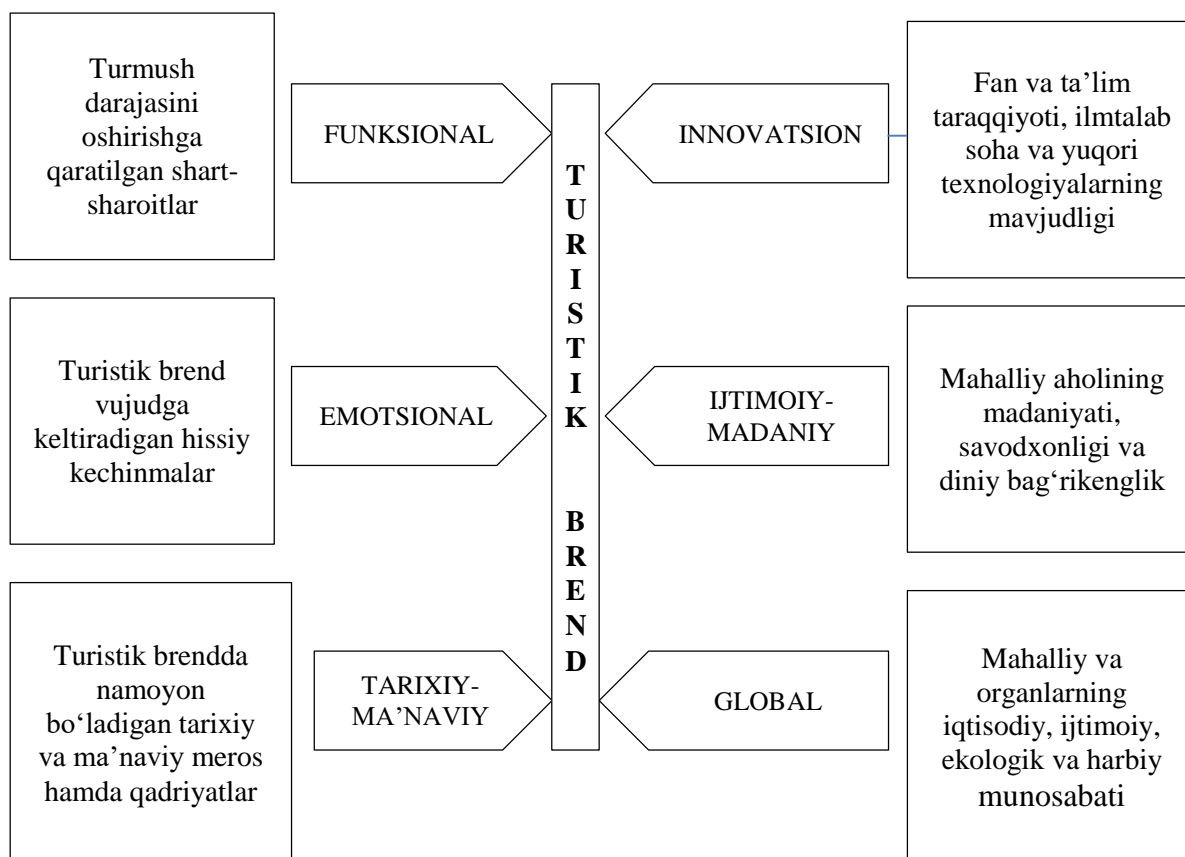 Turmush
darajasini
oshirishga
qaratilgan shart-
sharoitlar
FUNKSIONAL
INNOVATSION
Fan va ta’lim
taraqqiyoti, ilmtalab
soha va yuqori
texnologiyalarning
mavjudligi
TURISTIK BREND
Turistik brend
vujudga
keltiradigan hissiy
kechinmalar
EMOTSIONAL
IJTIMOIY-
MADANIY
Mahalliy aholining
madaniyati,
savodxonligi va
diniy bag‘rikenglik
Turistik brendda
namoyon
bo‘ladigan tarixiy
va ma’naviy meros
hamda qadriyatlar
TARIXIY-
MA’NAVIY
GLOBAL
Mahalliy va
organlarning
iqtisodiy, ijtimoiy,
ekologik va harbiy
munosabati